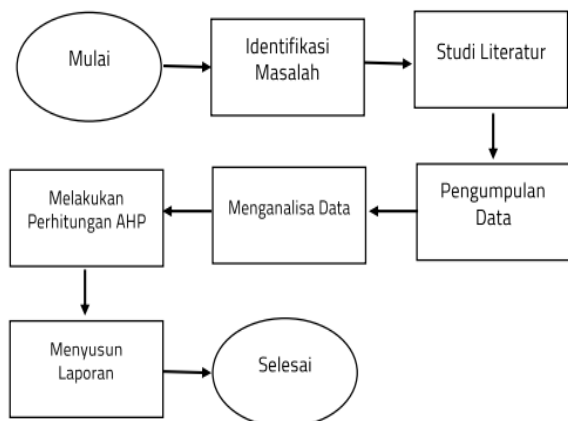 Mulai
Identifikasi
Masalah
Studi Literatur
Pengumpulan
Data
Menganalisa Data
Melakukan
Perhitungan AHP
Menyusun
Laporan
Selesai